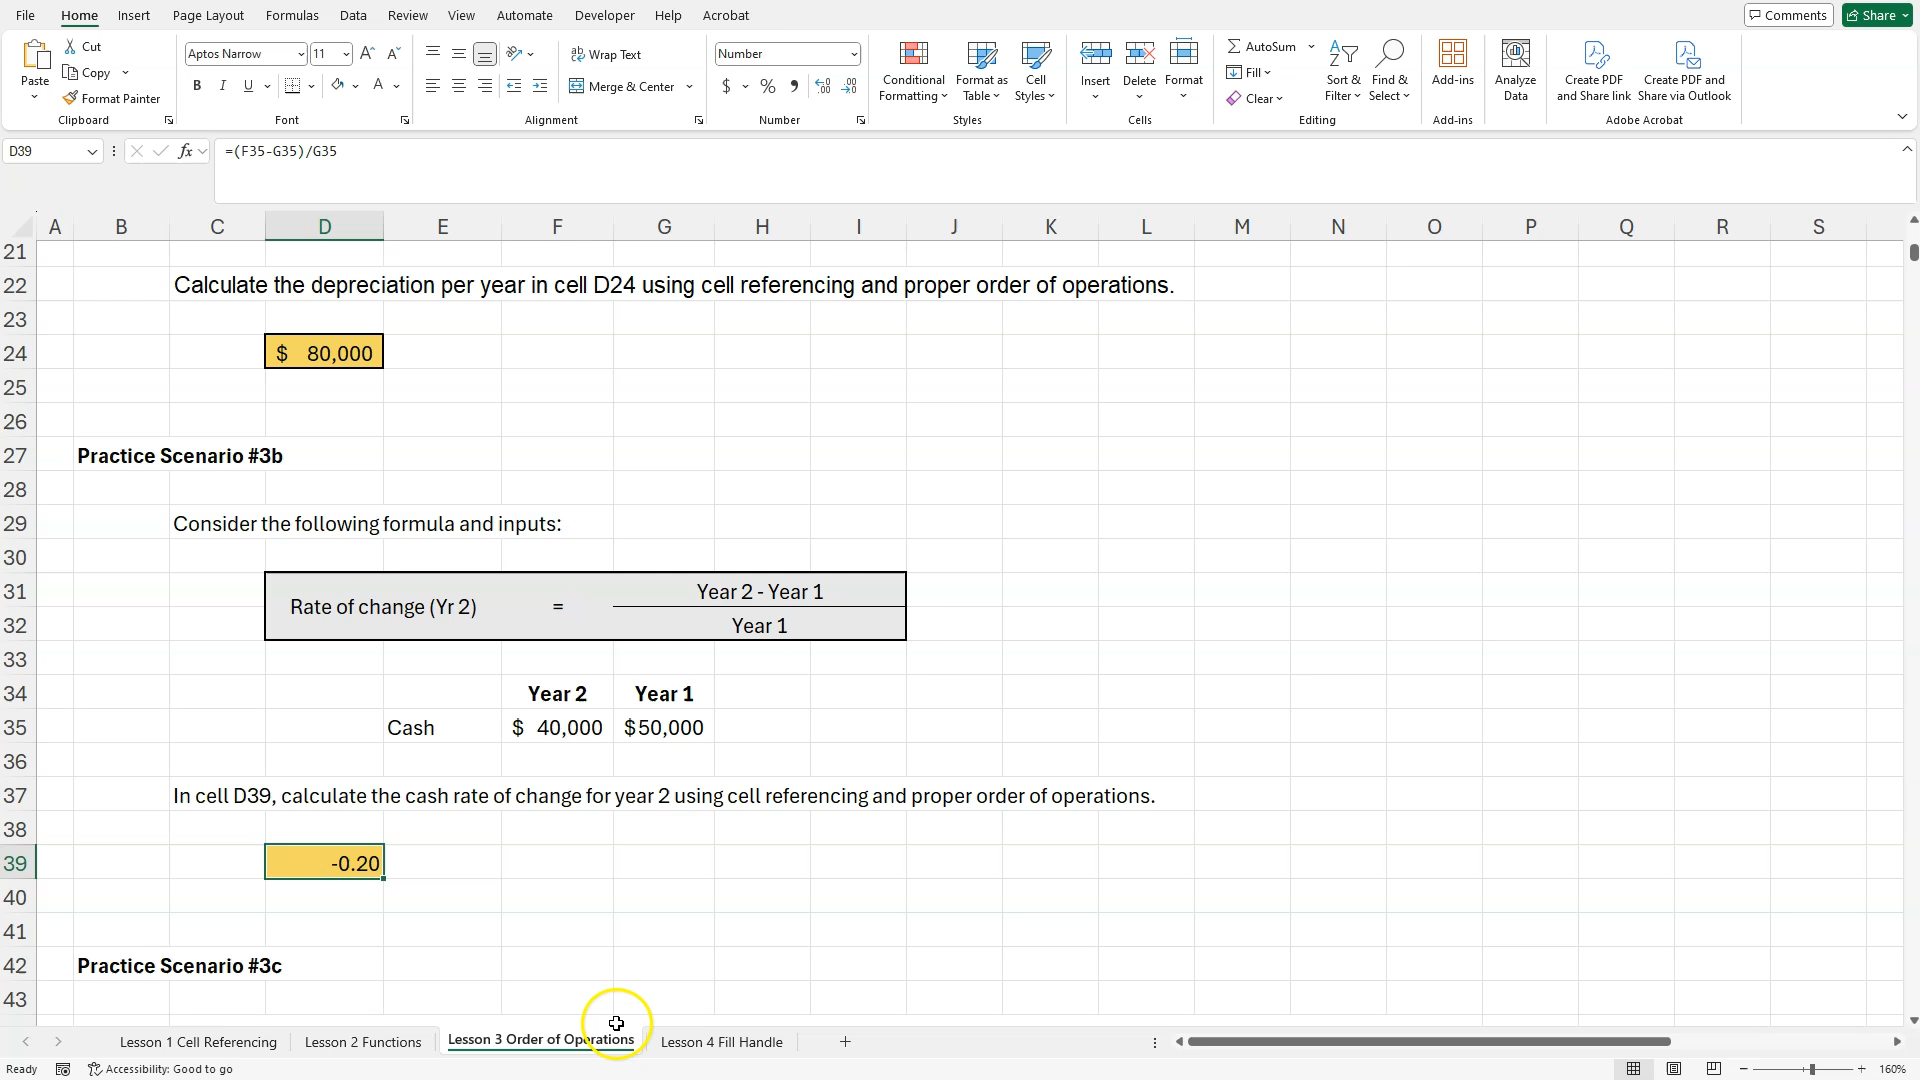 File Home Insert Page Layout Formulas Data Review View Automate Developer Help Acrobat Comments Share
Paste Cut Copy Format Painter Clipboard
Aptos Narrow 11 B I U A A A Font
ab Wrap Text Merge & Center Alignment
Number $ % , Number
Conditional Formatting Format as Table Cell Styles Styles
Insert Delete Format Cells
AutoSum Fill Clear Sort & Filter Find & Select Editing
Add-ins Add-ins
Analyze Data
Create PDF and Share link Create PDF and Share via Outlook Adobe Acrobat
D39 fx =(F35-G35)/G35
A B C D E F G H I J K L M N O P Q R S
21
22 Calculate the depreciation per year in cell D24 using cell referencing and proper order of operations.
23
24 $ 80,000
25
26
27 Practice Scenario #3b
28
29 Consider the following formula and inputs:
30
31 Year 2 - Year 1
Rate of change (Yr 2) =
32 Year 1
33
34 Year 2 Year 1
35 Cash $ 40,000 $50,000
36
37 In cell D39, calculate the cash rate of change for year 2 using cell referencing and proper order of operations.
38
39 -0.20
40
41
42 Practice Scenario #3c
43
Lesson 1 Cell Referencing Lesson 2 Functions Lesson 3 Order of Operations Lesson 4 Fill Handle
Ready Accessibility: Good to go 160%